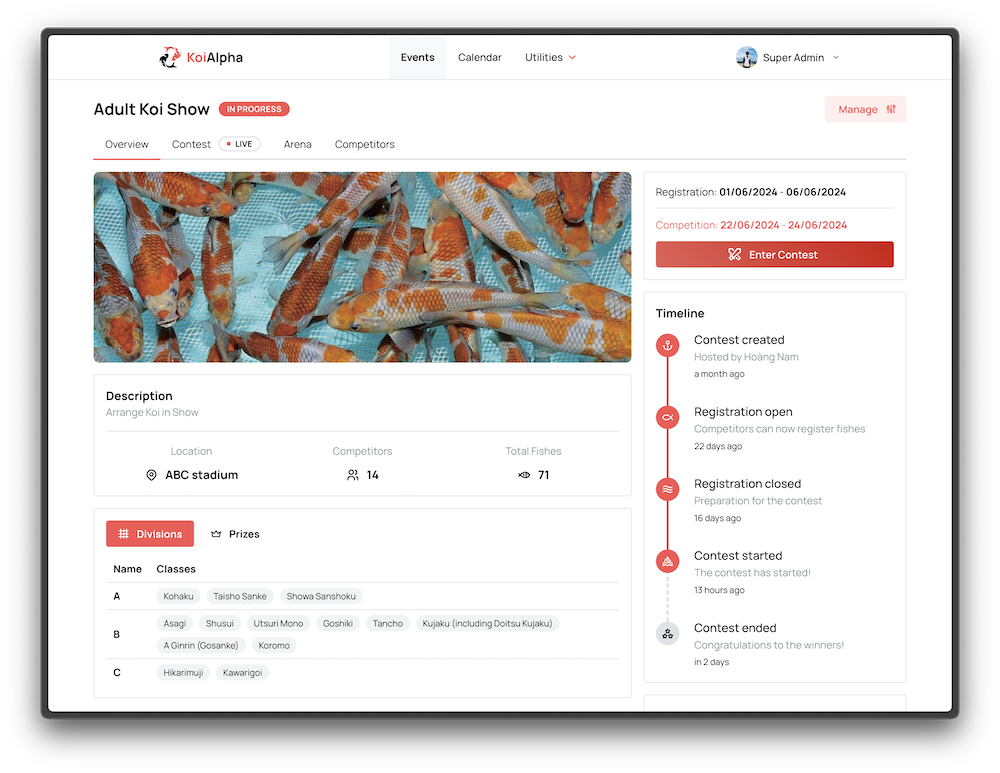 KoiAlpha
Events
Calendar
Utilities
Super Admin
Adult Koi Show
IN PROGRESS
Manage
Overview
Contest
LIVE
Arena
Competitors
Registration: 01/06/2024 - 06/06/2024
Competition: 22/06/2024 - 24/06/2024
Enter Contest
Description
Arrange Koi in Show
Location
Competitors
Total Fishes
ABC stadium
14
71
Divisions
Prizes
Name
Classes
A
Kohaku
Taisho Sanke
Showa Sanshoku
B
Asagi
Shusui
Utsuri Mono
Goshiki
Tancho
Kujaku (including Doitsu Kujaku)
A Ginrin (Gosanke)
Koromo
C
Hikarimuji
Kawarigoi
Timeline
Contest created
Hosted by Hoàng Nam
a month ago
Registration open
Competitors can now register fishes
22 days ago
Registration closed
Preparation for the contest
16 days ago
Contest started
The contest has started!
13 hours ago
Contest ended
Congratulations to the winners!
in 2 days